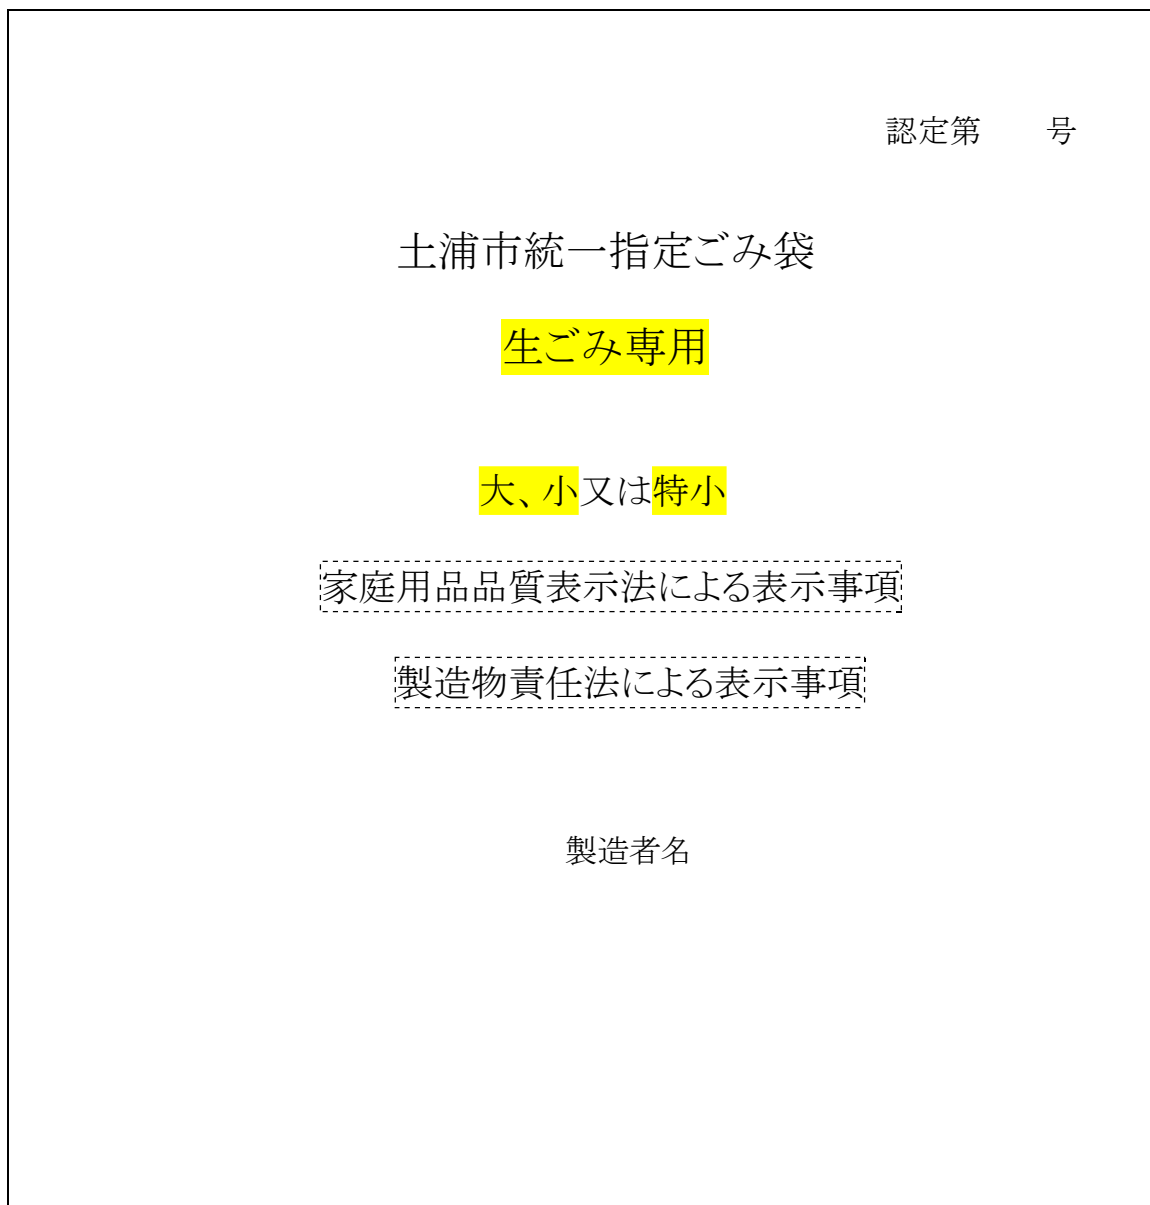 認定第　　号
土浦市統一指定ごみ袋
生ごみ専用
大、小又は特小
家庭用品品質表示法による表示事項
製造物責任法による表示事項
製造者名